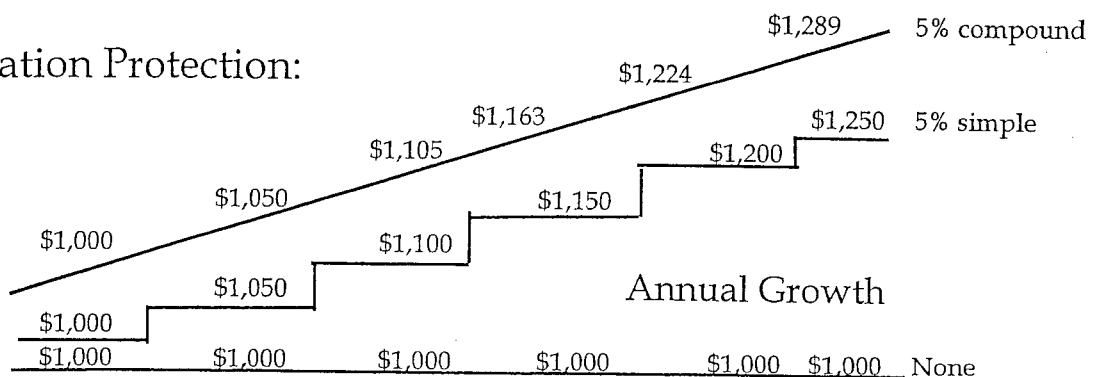 $1,289 5% compound
ation Protection:
$1,224
$1,163
$1,250 5% simple
$1,105
$1,200
$1,050
$1,150
$1,000
$1,100
$1,050
Annual Growth
$1,000
$1,000 $1,000 $1,000 $1,000 $1,000 $1,000 None